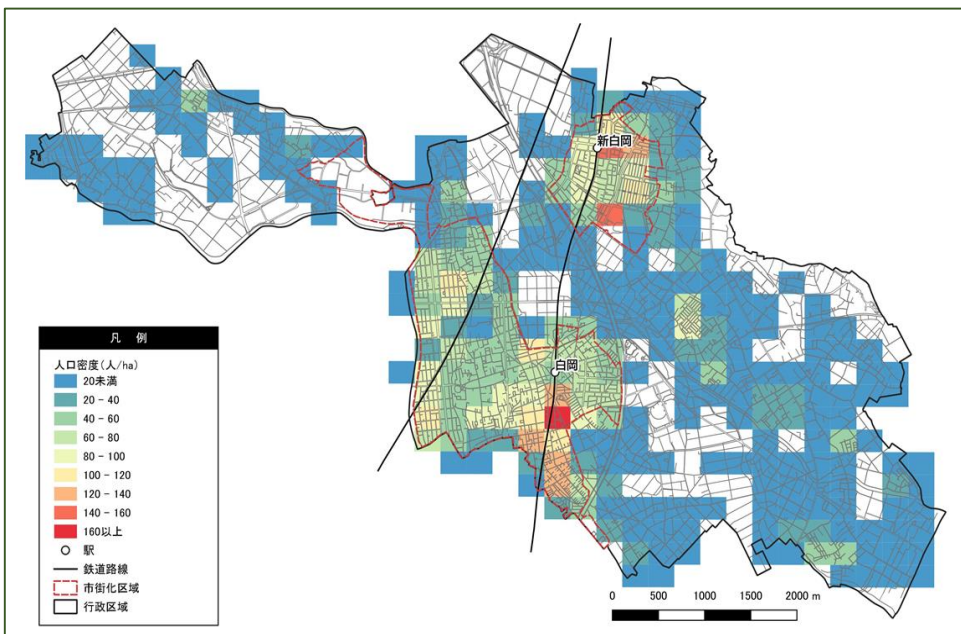 新白岡
白岡
凡 例
人口密度(人/ha)
20未満
20 - 40
40 - 60
60 - 80
80 - 100
100 - 120
120 - 140
140 - 160
160以上
駅
鉄道路線
市街化区域
行政区域
0 500 1000 1500 2000 m